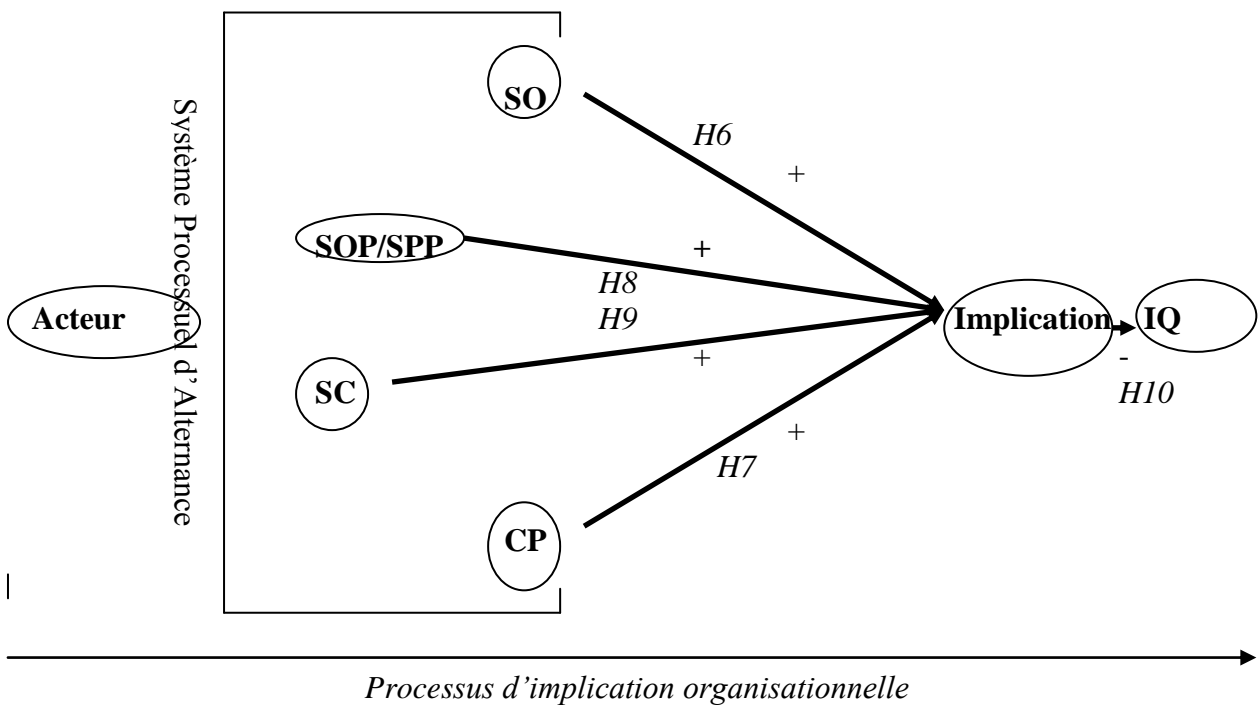 SO
H6
+
Système Processuel d'Alternance
SOP/SPP
+
H8
H9
Acteur
Implication
IQ
+
-
H10
SC
+
H7
CP
Processus d'implication organisationnelle